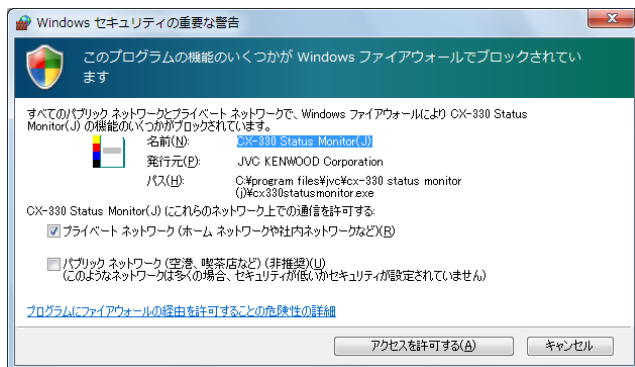 Windows セキュリティの重要な警告
このプログラムの機能のいくつかが Windows ファイアウォールでブロックされてい
ます
すべてのパブリック ネットワークとプライベート ネットワークで、Windows ファイアウォールにより CX-330 Status
Monitor(J) の機能のいくつかがブロックされています。
名前(N): CX-330 Status Monitor(J)
発行元(P): JVC KENWOOD Corporation
パス(H): C:¥program files¥jvc¥cx-330 status monitor
(j)¥cx330statusmonitor.exe
CX-330 Status Monitor(J) にこれらのネットワーク上での通信を許可する:
プライベート ネットワーク (ホーム ネットワークや社内ネットワークなど)(R)
パブリック ネットワーク (空港、喫茶店など) (非推奨)(U)
(このようなネットワークは多くの場合、セキュリティが低いかセキュリティが設定されていません)
プログラムにファイアウォールの経由を許可することの危険性の詳細
アクセスを許可する(A) キャンセル